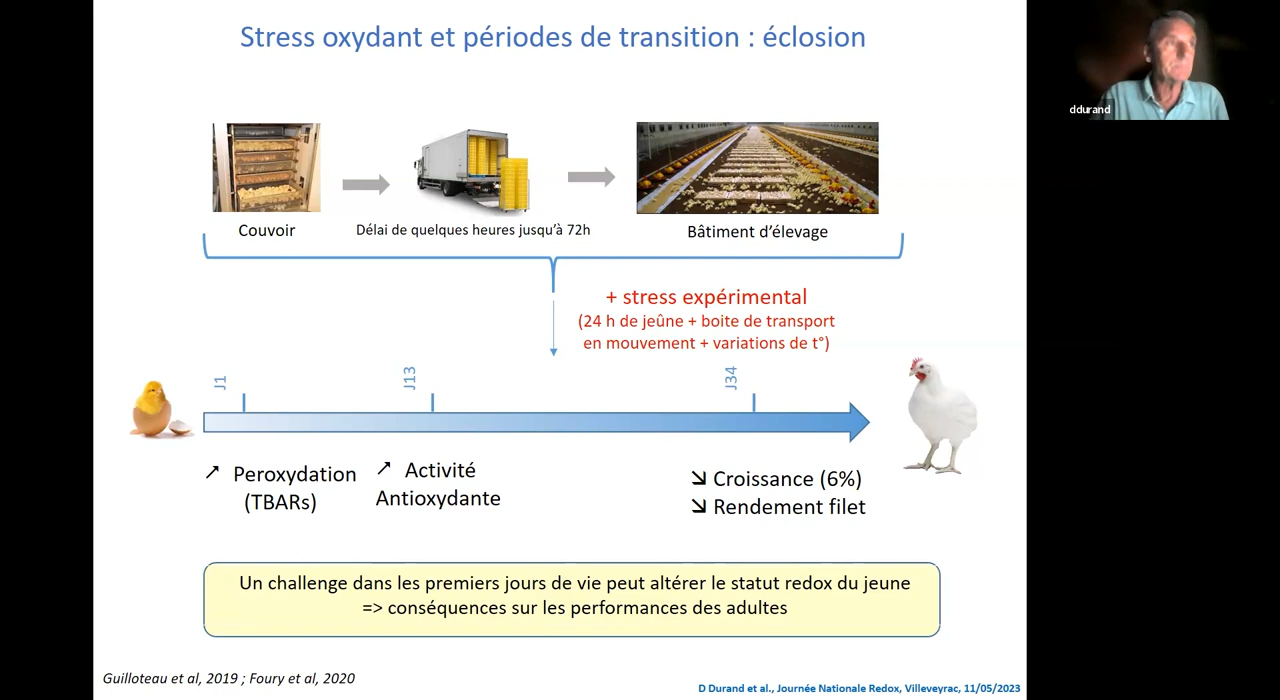 Stress oxydant et périodes de transition : éclosion
ddurand
Couvoir
Délai de quelques heures jusqu'à 72h
Bâtiment d'élevage
+ stress expérimental
(24 h de jeûne + boite de transport
en mouvement + variations de t°)
J1
J13
J34
↗ Peroxydation
(TBARs)
↗ Activité
Antioxydante
↘ Croissance (6%)
↘ Rendement filet
Un challenge dans les premiers jours de vie peut altérer le statut redox du jeune
=> conséquences sur les performances des adultes
Guilloteau et al, 2019 ; Foury et al, 2020
D Durand et al., Journée Nationale Redox, Villeveyrac, 11/05/2023